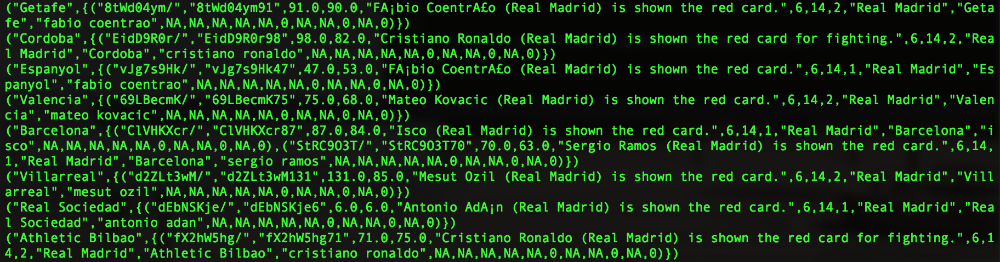 ("Getafe",{("8tWd04ym/","8tWd04ym91",91.0,90.0,"FA¡bio CoentrA£o (Real Madrid) is shown the red card.",6,14,2,"Real Madrid","Geta
fe","fabio coentrao",NA,NA,NA,NA,NA,0,NA,NA,0,NA,0)})
("Cordoba",{("EidD9R0r/","EidD9R0r98",98.0,82.0,"Cristiano Ronaldo (Real Madrid) is shown the red card for fighting.",6,14,2,"Rea
l Madrid","Cordoba","cristiano ronaldo",NA,NA,NA,NA,NA,0,NA,NA,0,NA,0)})
("Espanyol",{("vJg7s9Hk/","vJg7s9Hk47",47.0,53.0,"FA¡bio CoentrA£o (Real Madrid) is shown the red card.",6,14,1,"Real Madrid","Es
panyol","fabio coentrao",NA,NA,NA,NA,NA,0,NA,NA,0,NA,0)})
("Valencia",{("69LBecmK/","69LBecmK75",75.0,68.0,"Mateo Kovacic (Real Madrid) is shown the red card.",6,14,2,"Real Madrid","Valen
cia","mateo kovacic",NA,NA,NA,NA,NA,0,NA,NA,0,NA,0)})
("Barcelona",{("ClVHKXcr/","ClVHKXcr87",87.0,84.0,"Isco (Real Madrid) is shown the red card.",6,14,1,"Real Madrid","Barcelona","i
sco",NA,NA,NA,NA,NA,0,NA,NA,0,NA,0),("StRC9O3T/","StRC9O3T70",70.0,63.0,"Sergio Ramos (Real Madrid) is shown the red card.",6,14,
1,"Real Madrid","Barcelona","sergio ramos",NA,NA,NA,NA,NA,0,NA,NA,0,NA,0)})
("Villarreal",{("d2ZLt3wM/","d2ZLt3wM131",131.0,85.0,"Mesut Ozil (Real Madrid) is shown the red card.",6,14,2,"Real Madrid","Vill
arreal","mesut ozil",NA,NA,NA,NA,NA,0,NA,NA,0,NA,0)})
("Real Sociedad",{("dEbNSKje/","dEbNSKje6",6.0,6.0,"Antonio AdA¡n (Real Madrid) is shown the red card.",6,14,1,"Real Madrid","Rea
l Sociedad","antonio adan",NA,NA,NA,NA,NA,0,NA,NA,0,NA,0)})
("Athletic Bilbao",{("fX2hW5hg/","fX2hW5hg71",71.0,75.0,"Cristiano Ronaldo (Real Madrid) is shown the red card for fighting.",6,1
4,2,"Real Madrid","Athletic Bilbao","cristiano ronaldo",NA,NA,NA,NA,NA,0,NA,NA,0,NA,0)})